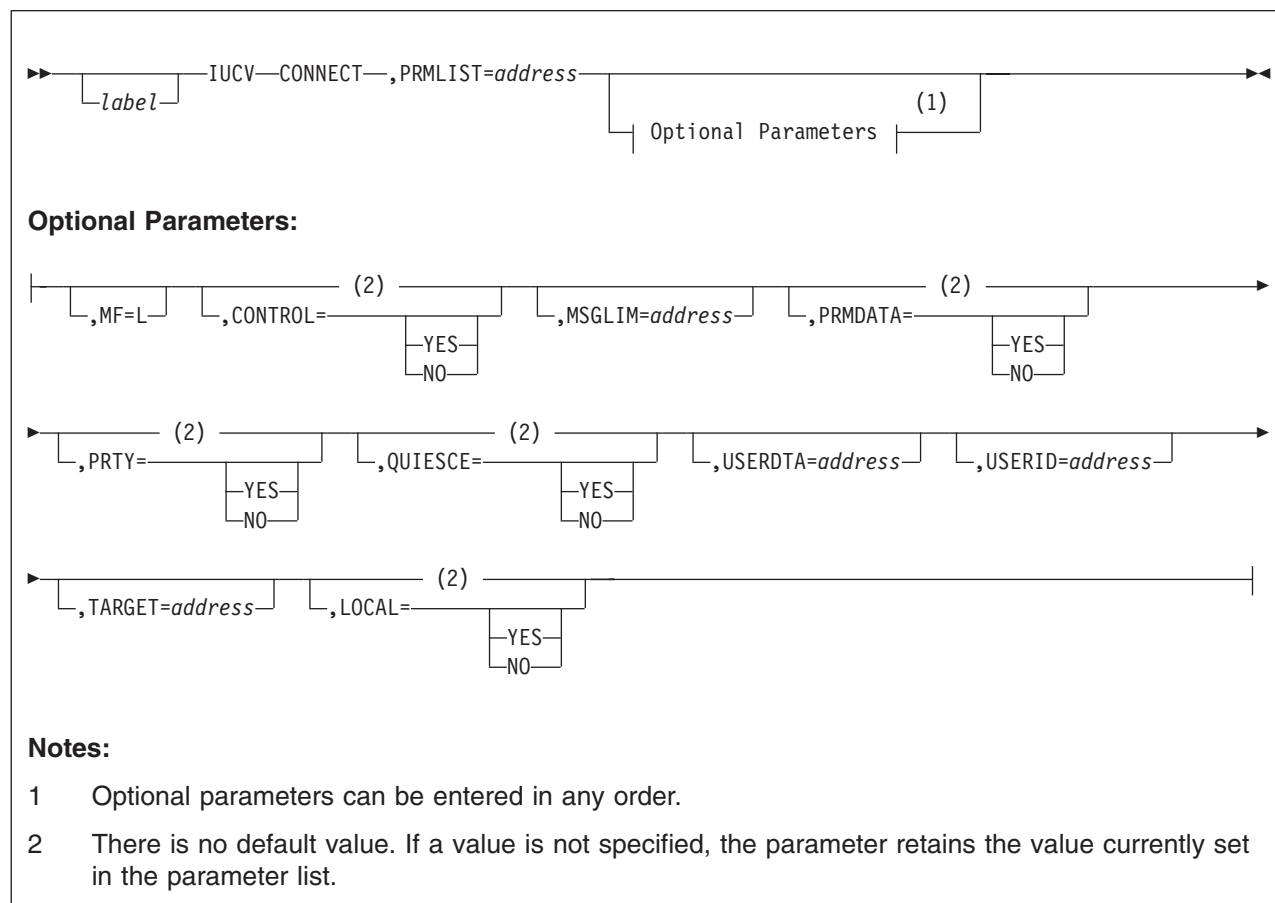 IUCV CONNECT ,PRMLIST=address
label
(1)
Optional Parameters
Optional Parameters:
(2) (2)
,MF=L ,CONTROL= ,MSGLIM=address ,PRMDATA=
YES YES
NO NO
(2) (2)
,PRTY= ,QUIESCE= ,USERDTA=address ,USERID=address
YES YES
NO NO
(2)
,TARGET=address ,LOCAL=
YES
NO
Notes:
1 Optional parameters can be entered in any order.
2 There is no default value. If a value is not specified, the parameter retains the value currently set
in the parameter list.